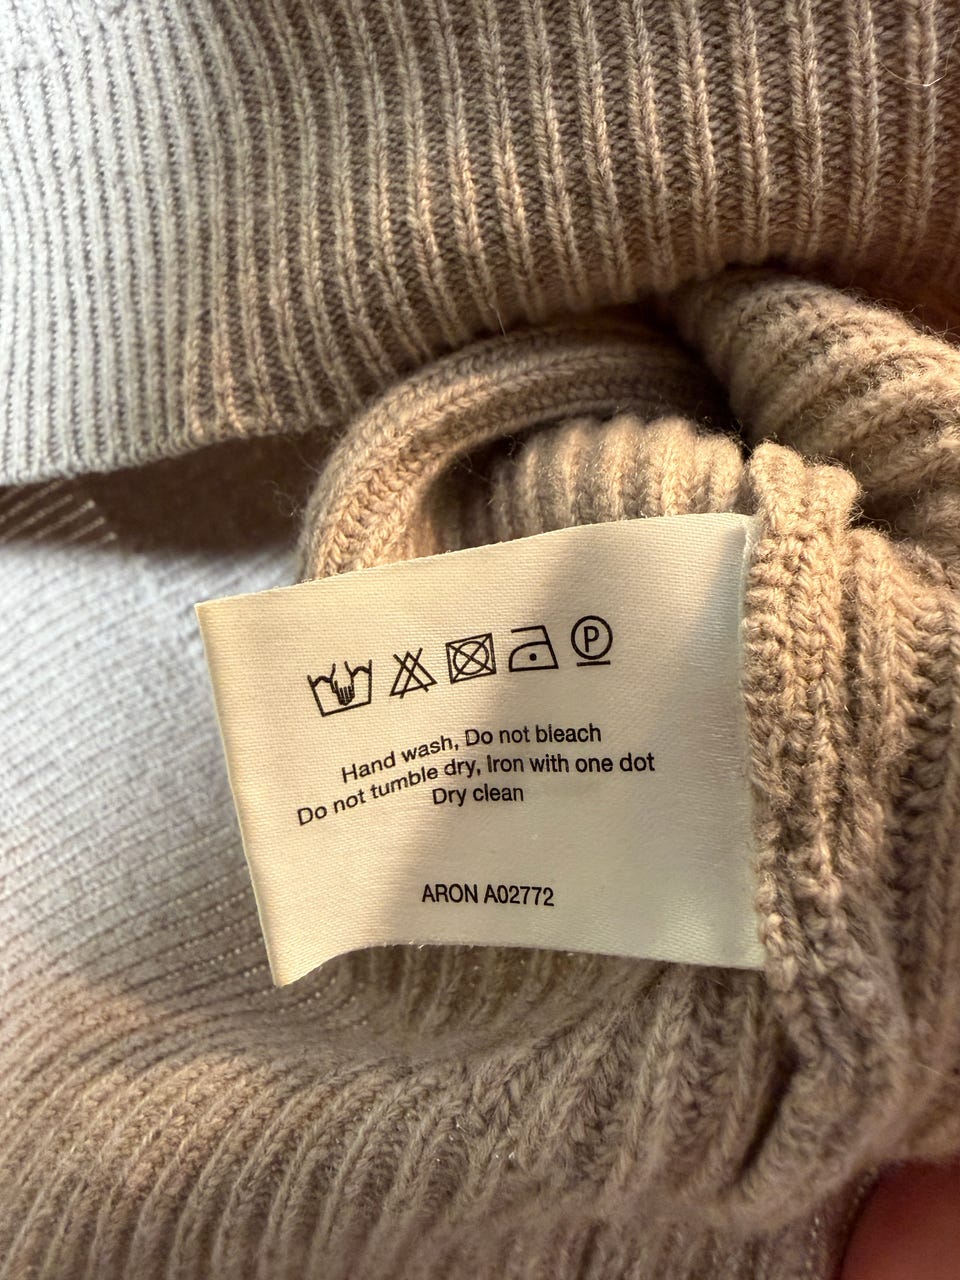 P
Hand wash, Do not bleach
Do not tumble dry, Iron with one dot
Dry clean
ARON A02772